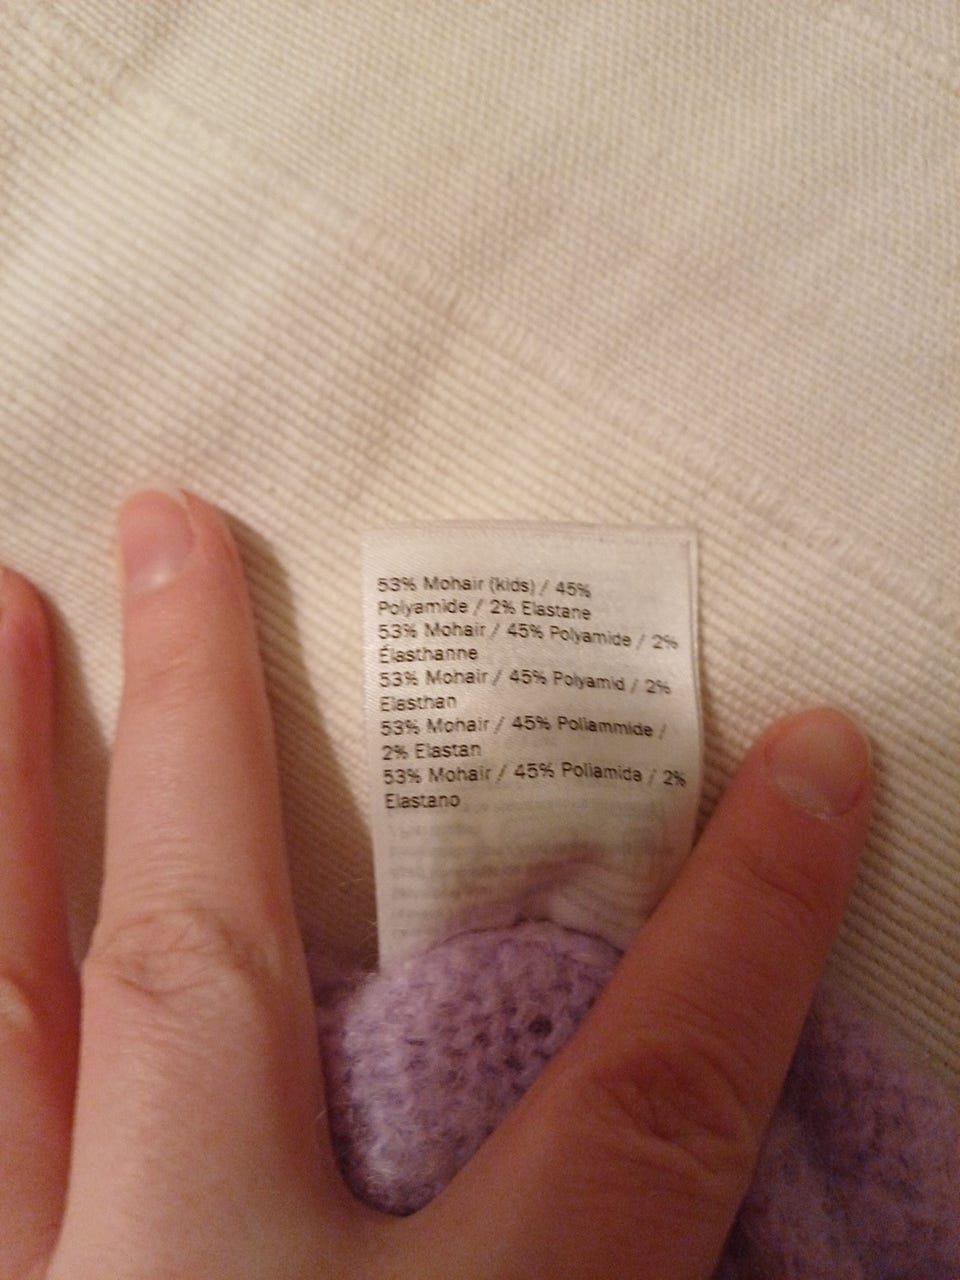 53% Mohair (kids) / 45%
Polyamide / 2% Elastane
53% Mohair / 45% Polyamide / 2%
Élasthanne
53% Mohair / 45% Polyamid / 2%
Elasthan
53% Mohair / 45% Poliammide /
2% Elastan
53% Mohair / 45% Poliamida / 2%
Elastano